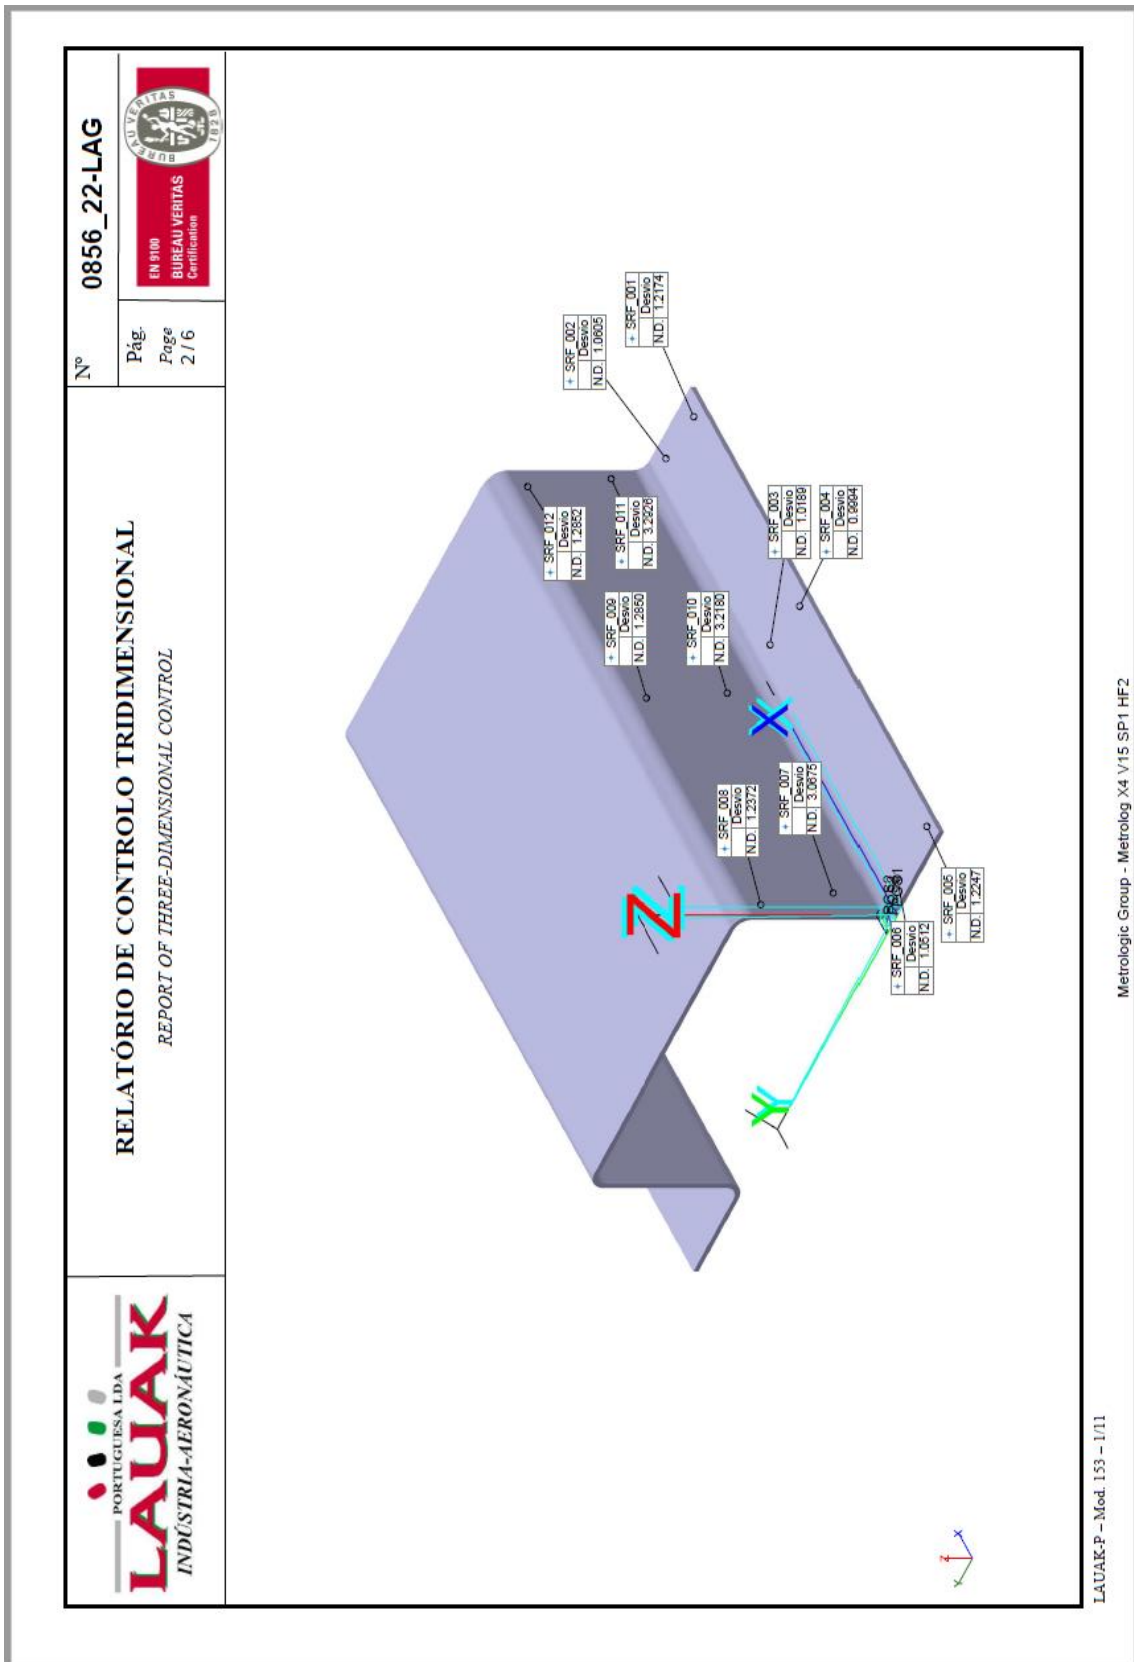 PORTUGUESA LDA
LAUAK
INDÚSTRIA-AERONÁUTICA
RELATÓRIO DE CONTROLO TRIDIMENSIONAL
REPORT OF THREE-DIMENSIONAL CONTROL
Nº
0856_22-LAG
Pág.
Page
2 / 6
EN 9100
BUREAU VERITAS
Certification
BUREAU VERITAS
1828
+ SRF_002
Desvio
N.D. 1.0605
+ SRF_001
Desvio
N.D. 1.2174
+ SRF_012
Desvio
N.D. 1.2852
+ SRF_011
Desvio
N.D. 3.2926
+ SRF_003
Desvio
N.D. 1.0189
+ SRF_004
Desvio
N.D. 0.9994
+ SRF_009
Desvio
N.D. 1.2850
+ SRF_010
Desvio
N.D. 3.2180
+ SRF_008
Desvio
N.D. 1.2372
+ SRF_007
Desvio
N.D. 3.0675
+ SRF_006
Desvio
N.D. 1.0512
+ SRF_005
Desvio
N.D. 1.2247
Z
X
Y
Z
X
Y
LAUAK-P – Mod. 153 – 1/11
Metrologic Group - Metrolog X4 V15 SP1 HF2